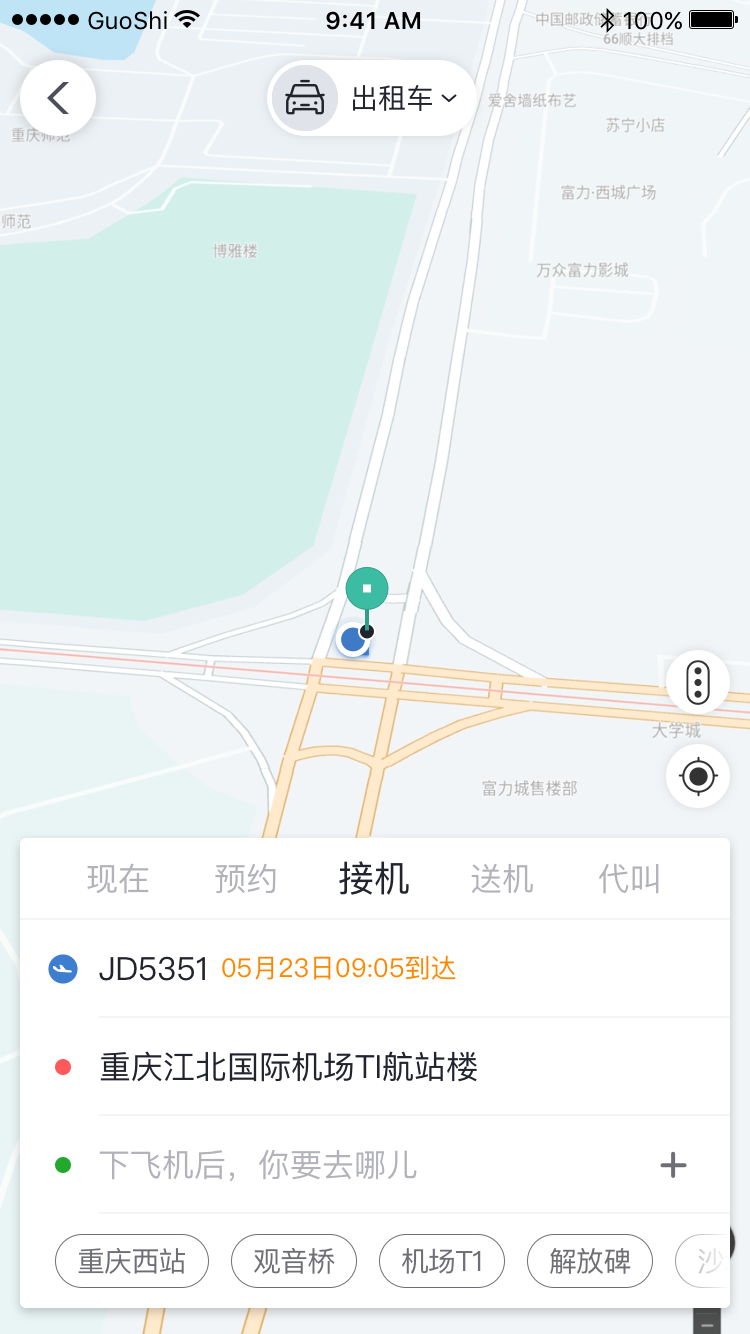 GuoShi 9:41 AM 100%
中国邮政储蓄
66顺大排档
出租车
爱舍墙纸布艺
苏宁小店
重庆师范
富力·西城广场
师范
博雅楼
万众富力影城
大学城
富力城售楼部
现在 预约 接机 送机 代叫
JD5351 05月23日09:05到达
重庆江北国际机场TI航站楼
下飞机后，你要去哪儿
重庆西站 观音桥 机场T1 解放碑 沙